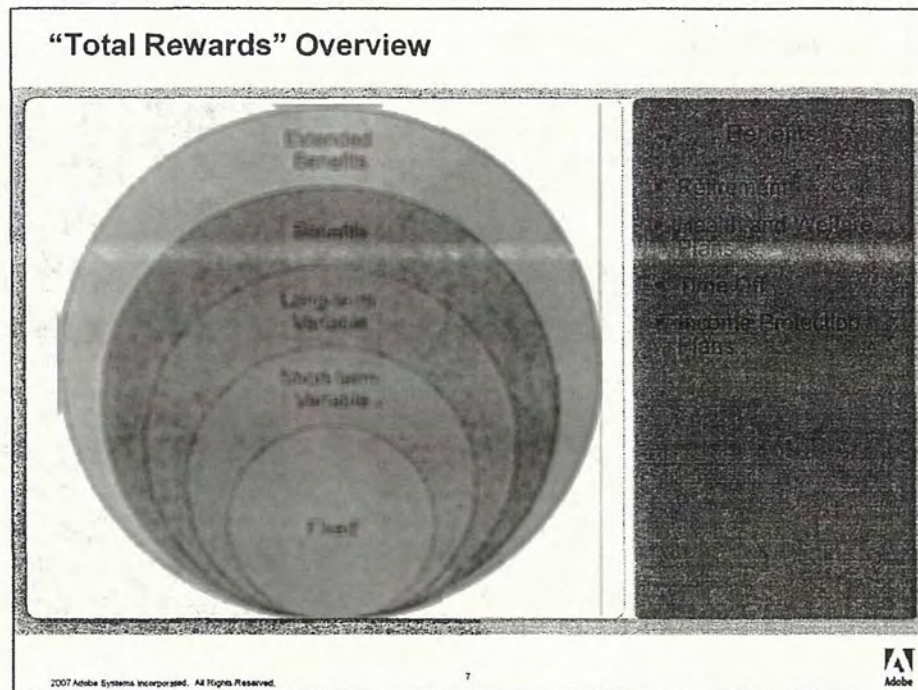 “Total Rewards” Overview
Extended
Benefits
Benefits
Long-term
Variable
Short-term
Variable
Fixed
Benefits
• Retirement
• Health and Welfare
Plans
• Time Off
• Income Protection
Plans
2007 Adobe Systems Incorporated. All Rights Reserved.
7
Adobe